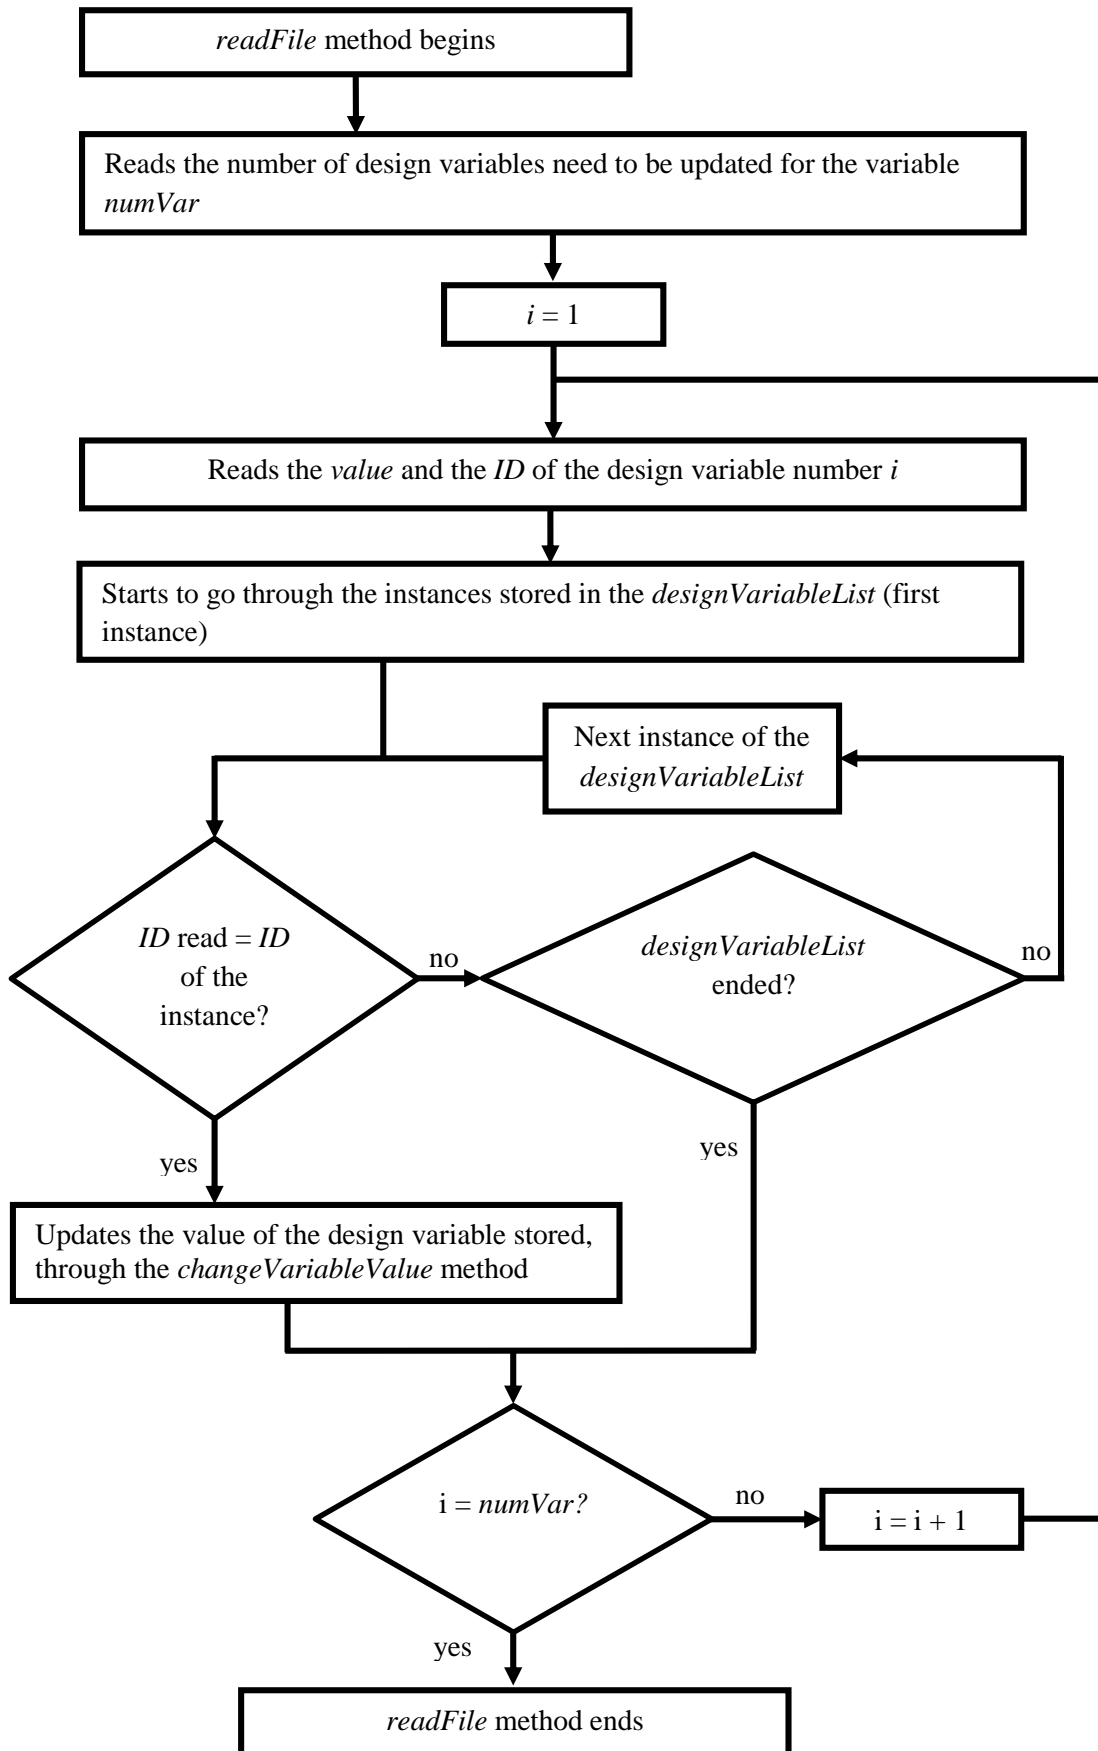 readFile method begins
Reads the number of design variables need to be updated for the variable
numVar
i = 1
Reads the value and the ID of the design variable number i
Starts to go through the instances stored in the designVariableList (first
instance)
Next instance of the
designVariableList
ID read = ID
of the
instance?
no
designVariableList
ended?
no
yes
yes
Updates the value of the design variable stored,
through the changeVariableValue method
i = numVar?
no
i = i + 1
yes
readFile method ends